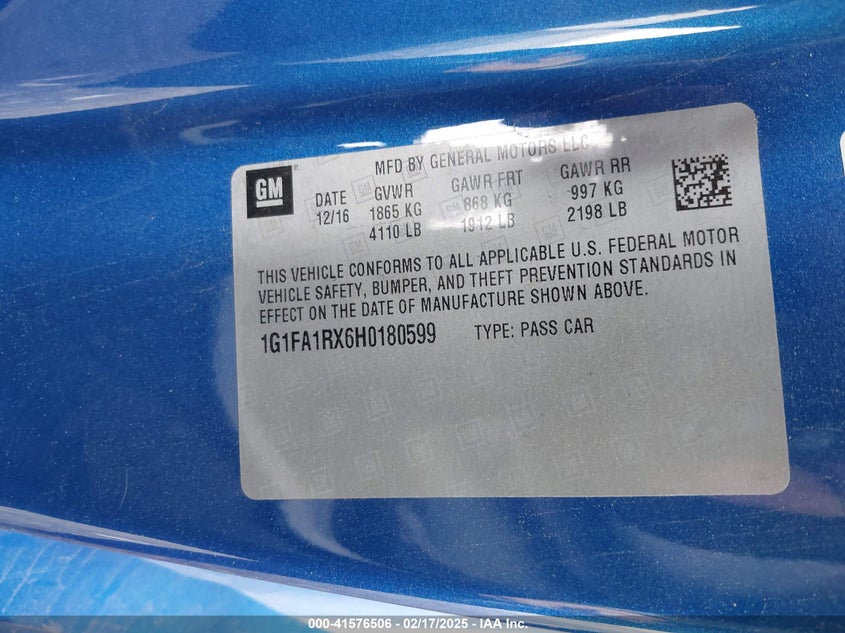 MFD BY GENERAL MOTORS LLC
GM
DATE GVWR GAWR FRT GAWR RR
12/16 1865 KG 868 KG 997 KG
4110 LB 1912 LB 2198 LB
THIS VEHICLE CONFORMS TO ALL APPLICABLE U.S. FEDERAL MOTOR
VEHICLE SAFETY, BUMPER, AND THEFT PREVENTION STANDARDS IN
EFFECT ON THE DATE OF MANUFACTURE SHOWN ABOVE.
1G1FA1RX6H0180599 TYPE: PASS CAR
000-41576506 - 02/17/2025 - IAA Inc.